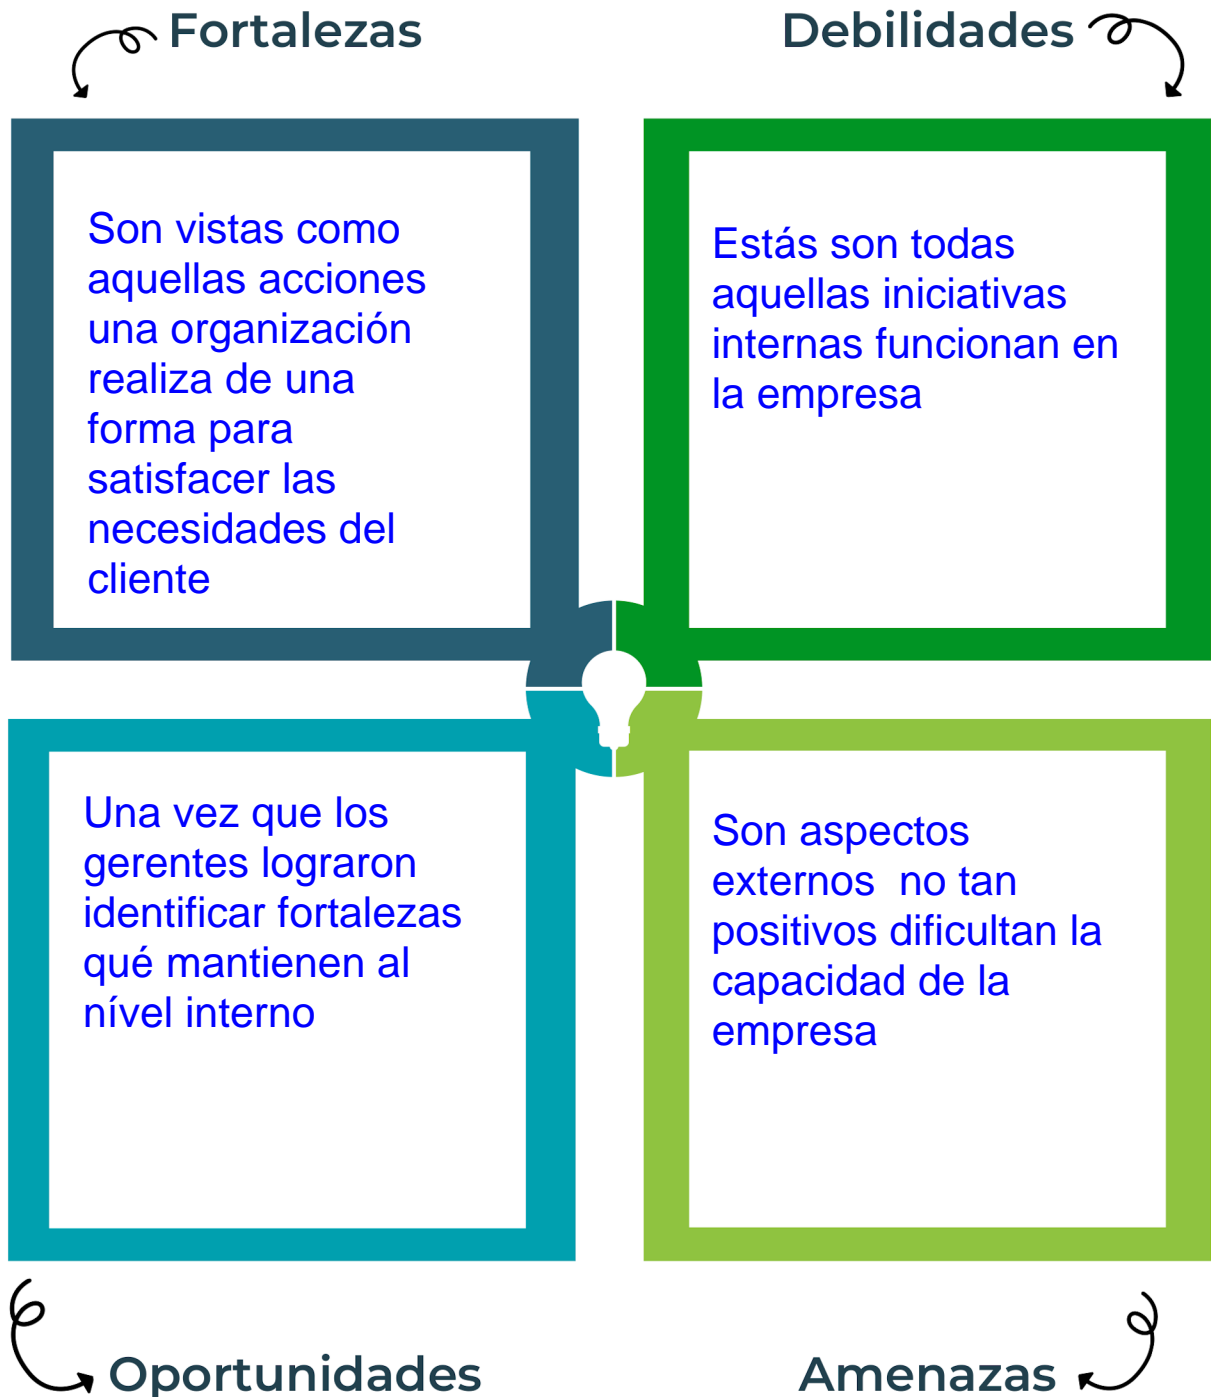 Fortalezas
Debilidades
Son vistas como
aquellas acciones
una organización
realiza de una
forma para
satisfacer las
necesidades del
cliente
Estás son todas
aquellas iniciativas
internas funcionan en
la empresa
Una vez que los
gerentes lograron
identificar fortalezas
qué mantienen al
nível interno
Son aspectos
externos  no tan
positivos dificultan la
capacidad de la
empresa
Oportunidades
Amenazas